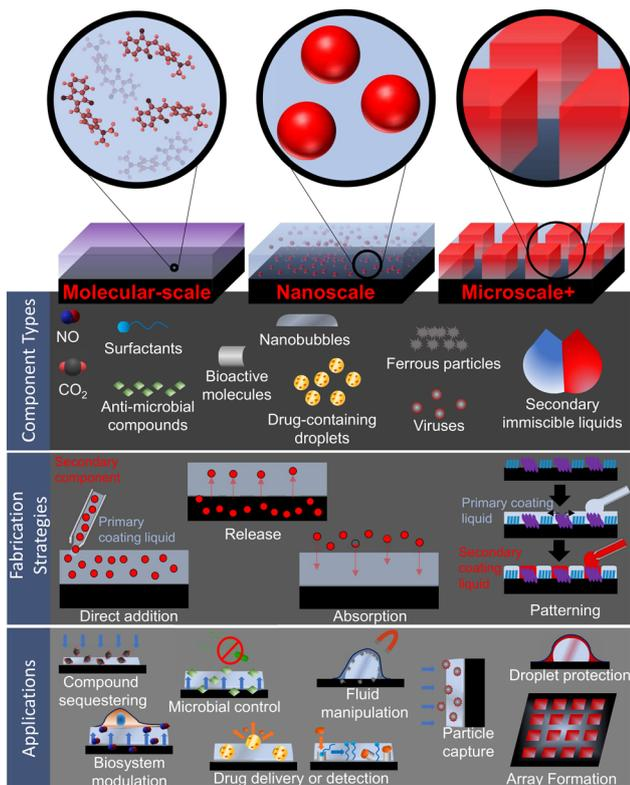 Molecular-scale
Nanoscale
Microscale+
Component Types
NO
CO2
Surfactants
Anti-microbial
compounds
Bioactive
molecules
Nanobubbles
Drug-containing
droplets
Ferrous particles
Viruses
Secondary
immiscible liquids
Fabrication
Strategies
Secondary
component
Primary
coating liquid
Direct addition
Release
Absorption
Primary coating
liquid
Secondary
coating
liquid
Patterning
Applications
Compound
sequestering
Biosystem
modulation
Microbial control
Drug delivery or detection
Fluid
manipulation
Particle
capture
Droplet protection
Array Formation